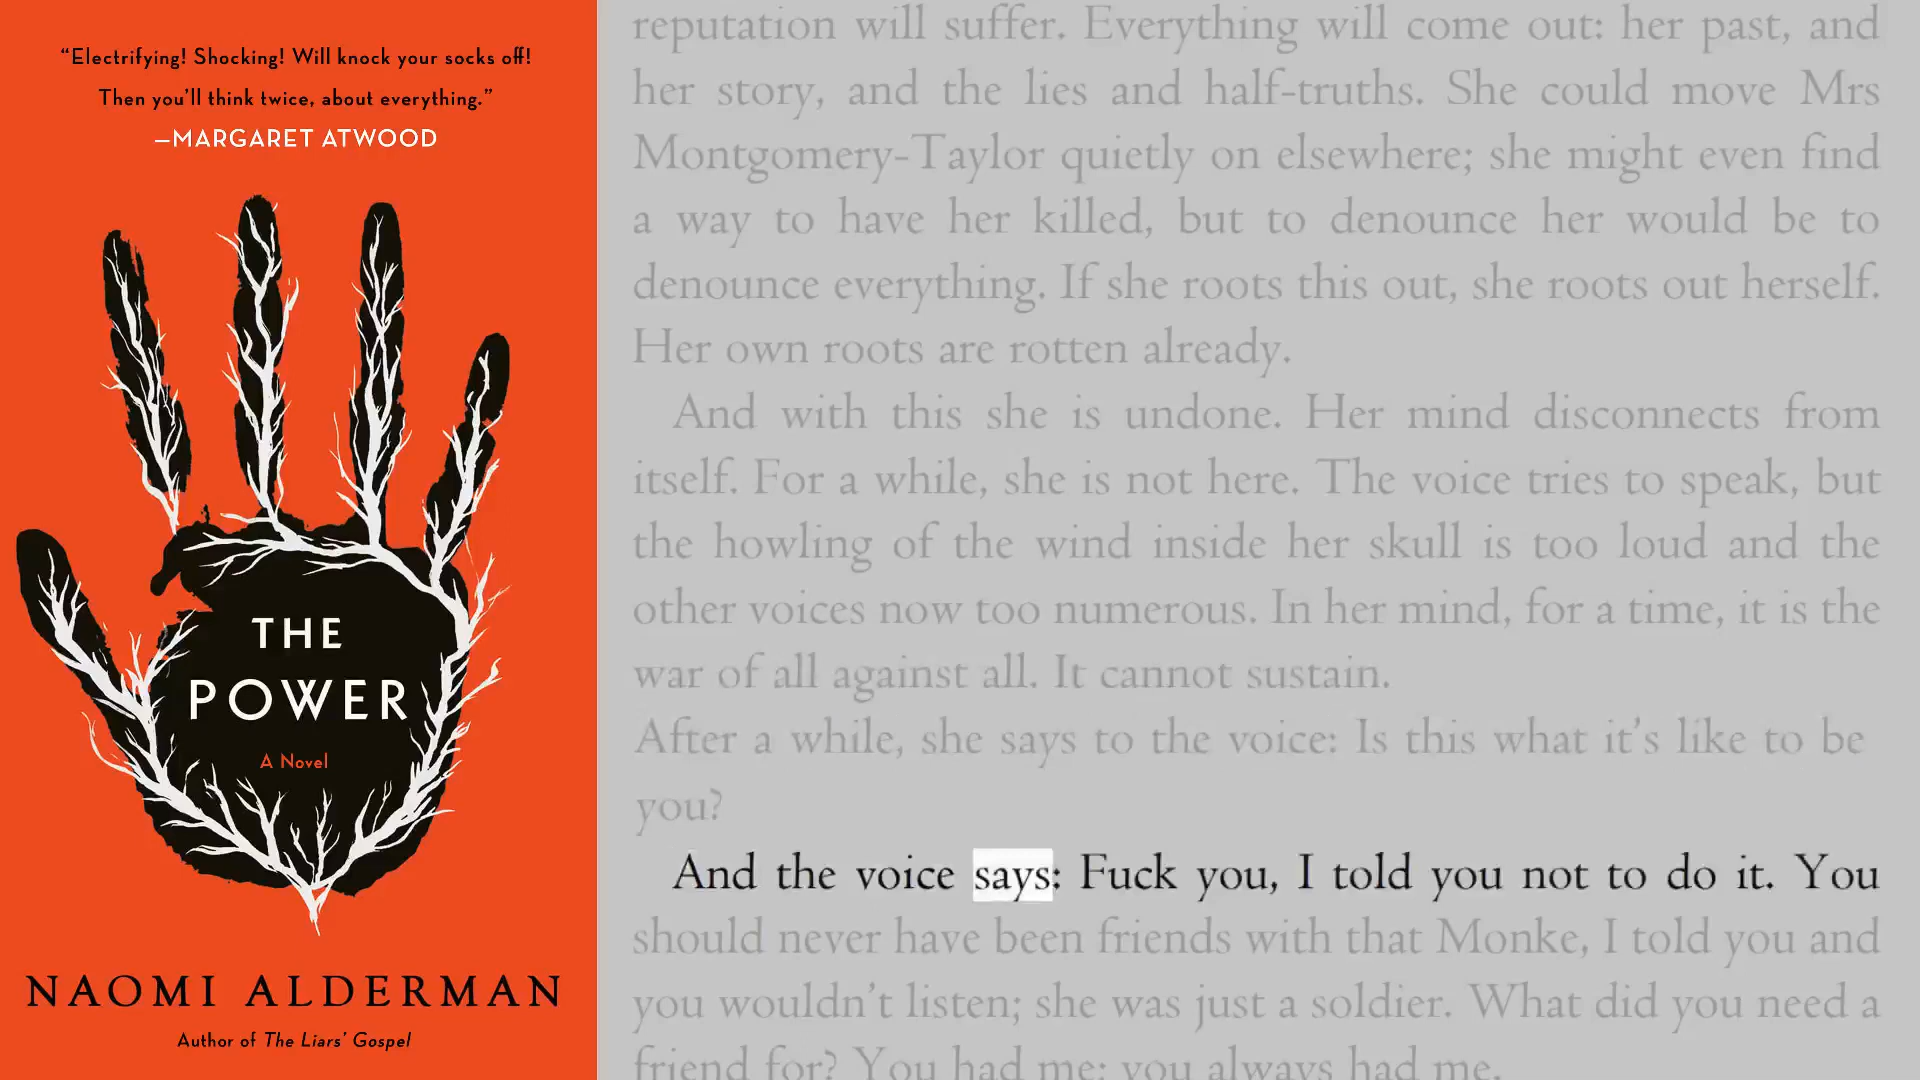 “Electrifying! Shocking! Will knock your socks off!
Then you’ll think twice, about everything.”
—MARGARET ATWOOD
THE
POWER
A Novel
NAOMI ALDERMAN
Author of The Liars’ Gospel
reputation will suffer. Everything will come out: her past, and
her story, and the lies and half-truths. She could move Mrs
Montgomery-Taylor quietly on elsewhere; she might even find
a way to have her killed, but to denounce her would be to
denounce everything. If she roots this out, she roots out herself.
Her own roots are rotten already.
And with this she is undone. Her mind disconnects from
itself. For a while, she is not here. The voice tries to speak, but
the howling of the wind inside her skull is too loud and the
other voices now too numerous. In her mind, for a time, it is the
war of all against all. It cannot sustain.
After a while, she says to the voice: Is this what it’s like to be
you?
And the voice says: Fuck you, I told you not to do it. You
should never have been friends with that Monke, I told you and
you wouldn’t listen; she was just a soldier. What did you need a
friend for? You had me; you always had me.